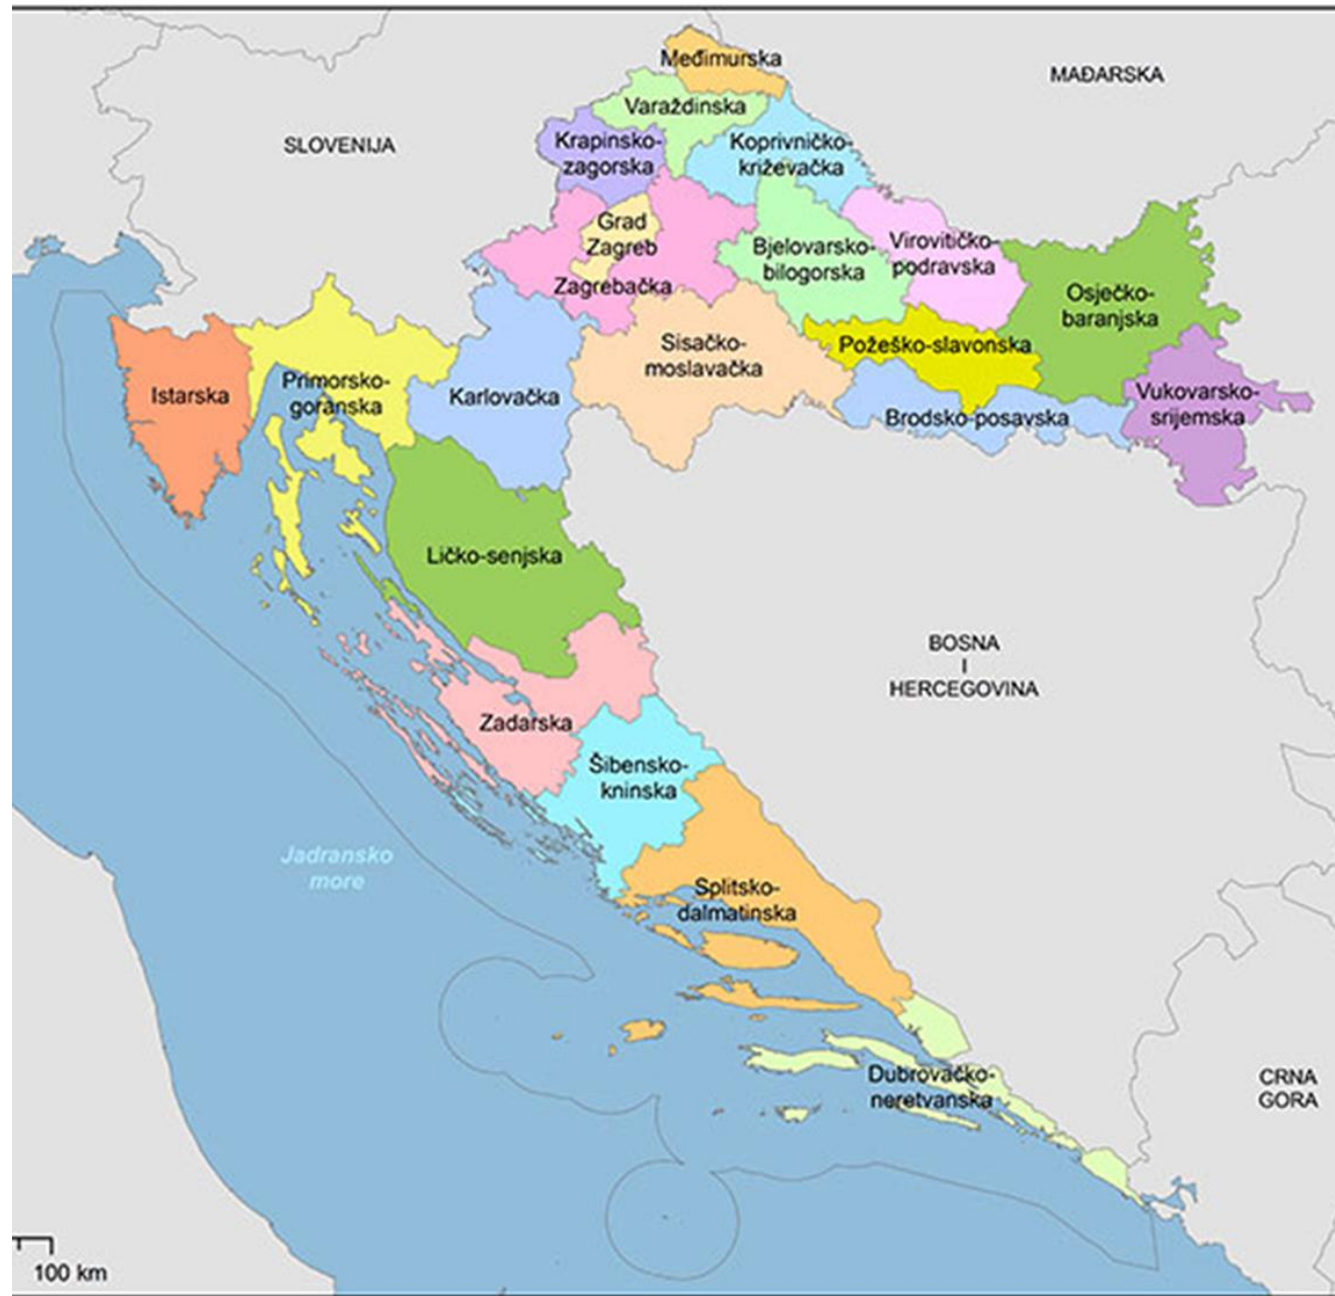 Međimurska
MAĐARSKA
Varaždinska
SLOVENIJA
Krapinsko-
zagorska
Koprivničko-
križevačka
Grad
Zagreb
Zagrebačka
Bjelovarsko-
bilogorska
Virovitičko-
podravska
Osječko-
baranjska
Istarska
Primorsko-
goranska
Karlovačka
Sisačko-
moslavačka
Požeško-slavonska
Brodsko-posavska
Vukovarsko-
srijemska
Ličko-senjska
BOSNA
I
HERCEGOVINA
Zadarska
Šibensko-
kninska
Jadransko
more
Splitsko-
dalmatinska
Dubrovačko-
neretvanska
CRNA
GORA
100 km